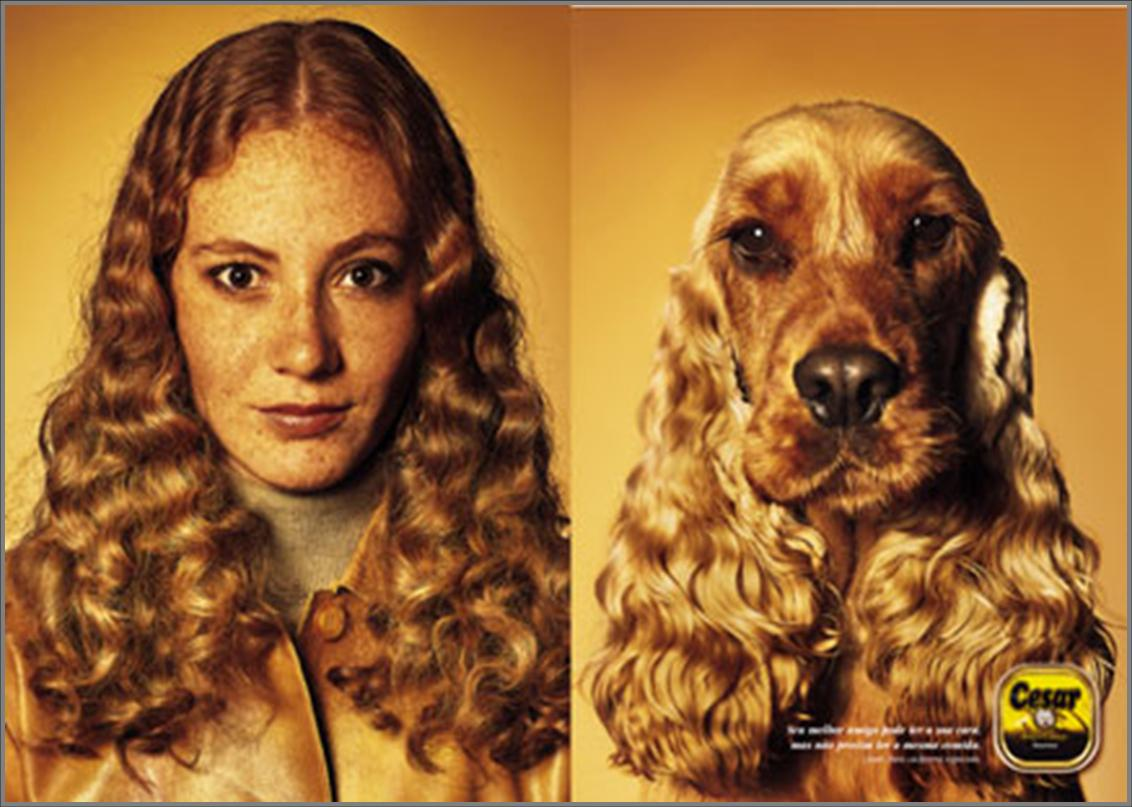 Seu melhor amigo pode ter a sua cara,
mas não precisa ter a mesma comida.
Cesar